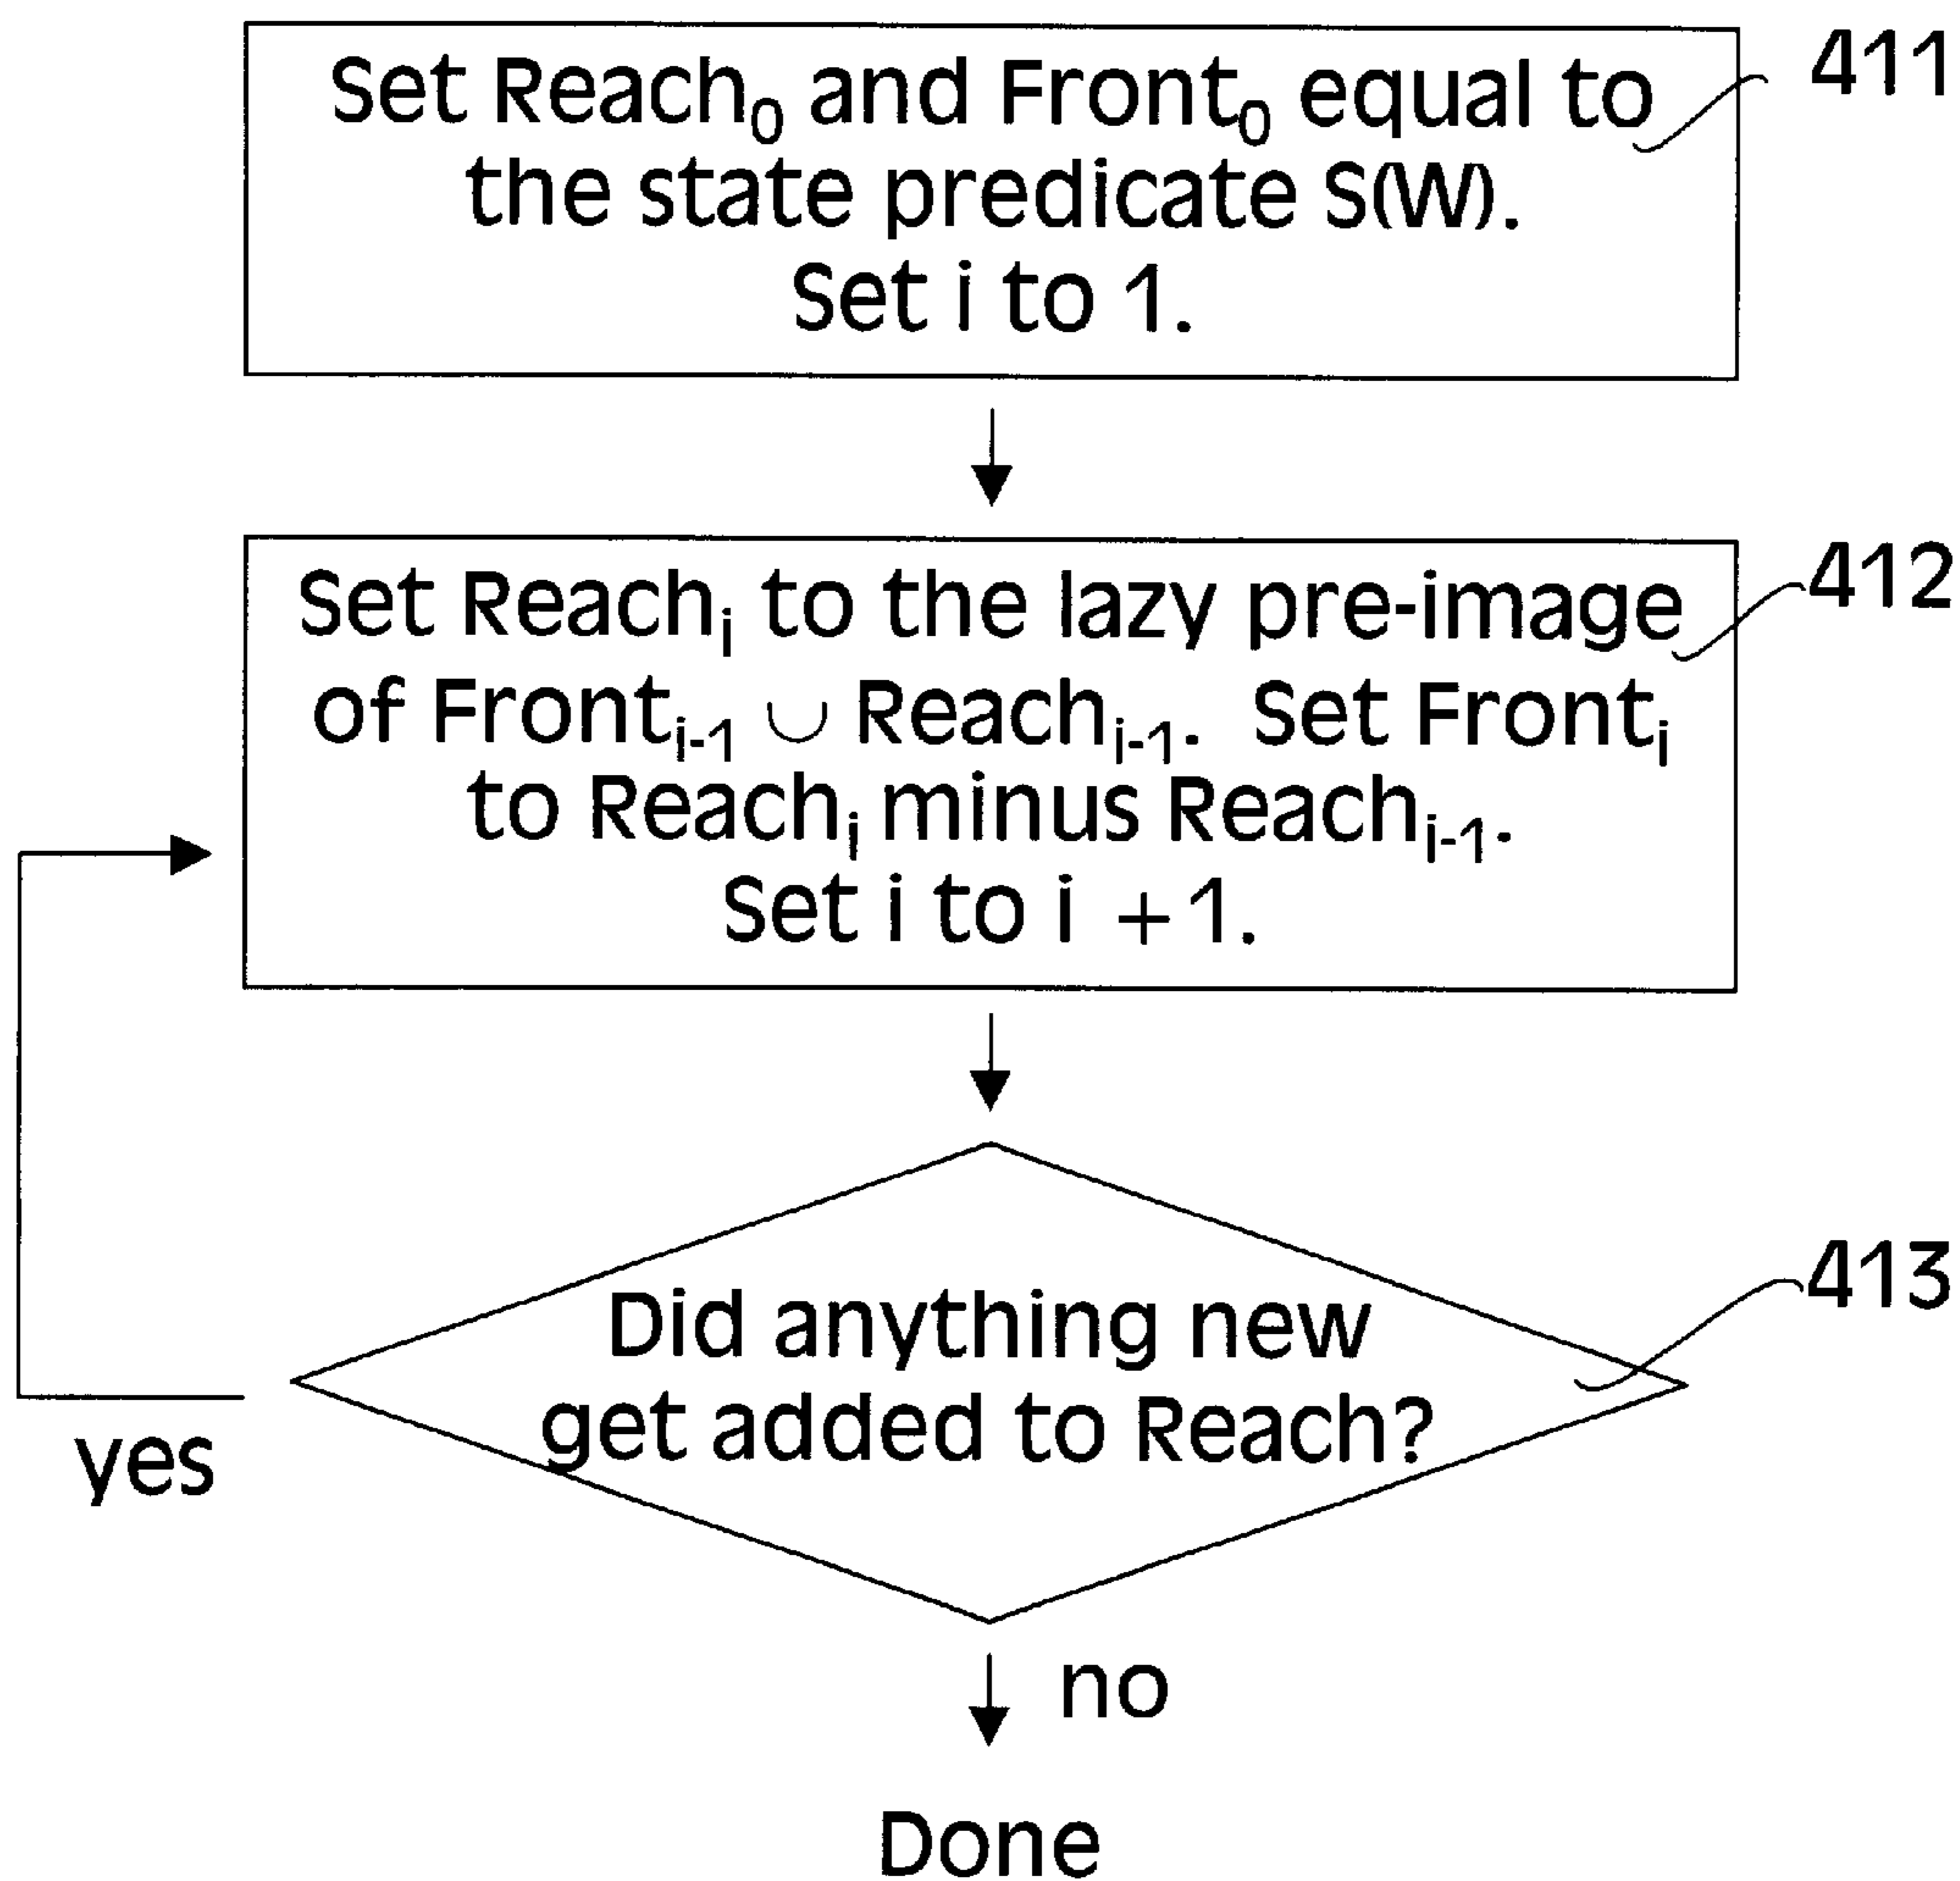 Set Reach₀ and Front₀ equal to
411
the state predicate S(W).
Set i to 1.
Set Reachᵢ to the lazy pre-image
412
of Frontᵢ₋₁ ∪ Reachᵢ₋₁. Set Frontᵢ
to Reachᵢ minus Reachᵢ₋₁.
Set i to i + 1.
413
Did anything new
get added to Reach?
yes
no
Done